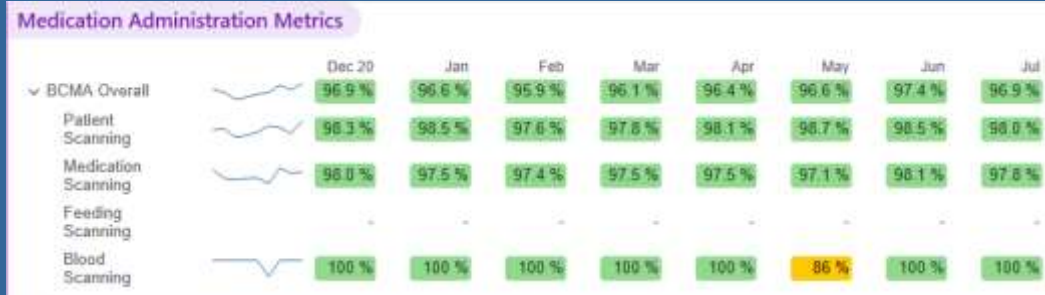 Medication Administration Metrics
Dec 20 Jan Feb Mar Apr May Jun Jul
BCMA Overall 96.9 % 96.6 % 95.9 % 96.1 % 96.4 % 96.6 % 97.4 % 96.9 %
Patient
Scanning 98.3 % 98.5 % 97.6 % 97.8 % 98.1 % 98.7 % 98.5 % 98.0 %
Medication
Scanning 98.0 % 97.5 % 97.4 % 97.5 % 97.5 % 97.1 % 98.1 % 97.8 %
Feeding
Scanning - - - - - - - -
Blood
Scanning 100 % 100 % 100 % 100 % 100 % 86 % 100 % 100 %